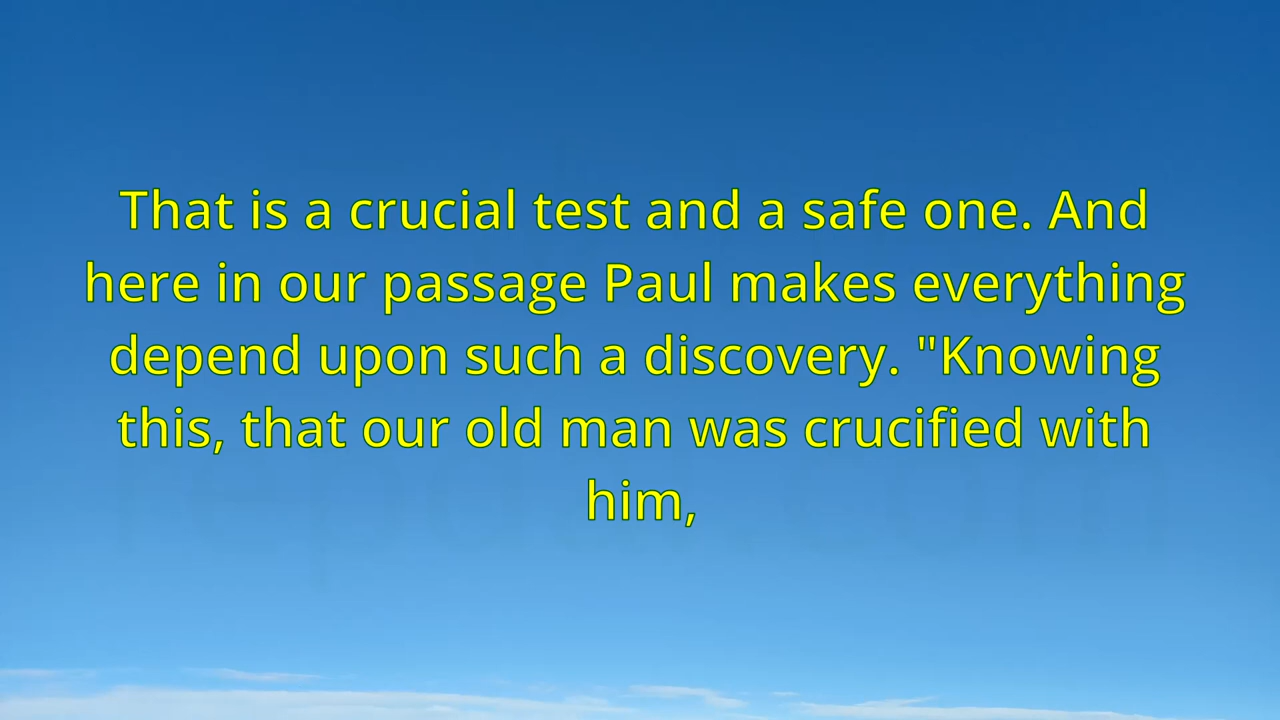 That is a crucial test and a safe one. And
here in our passage Paul makes everything
depend upon such a discovery. "Knowing
this, that our old man was crucified with
him,